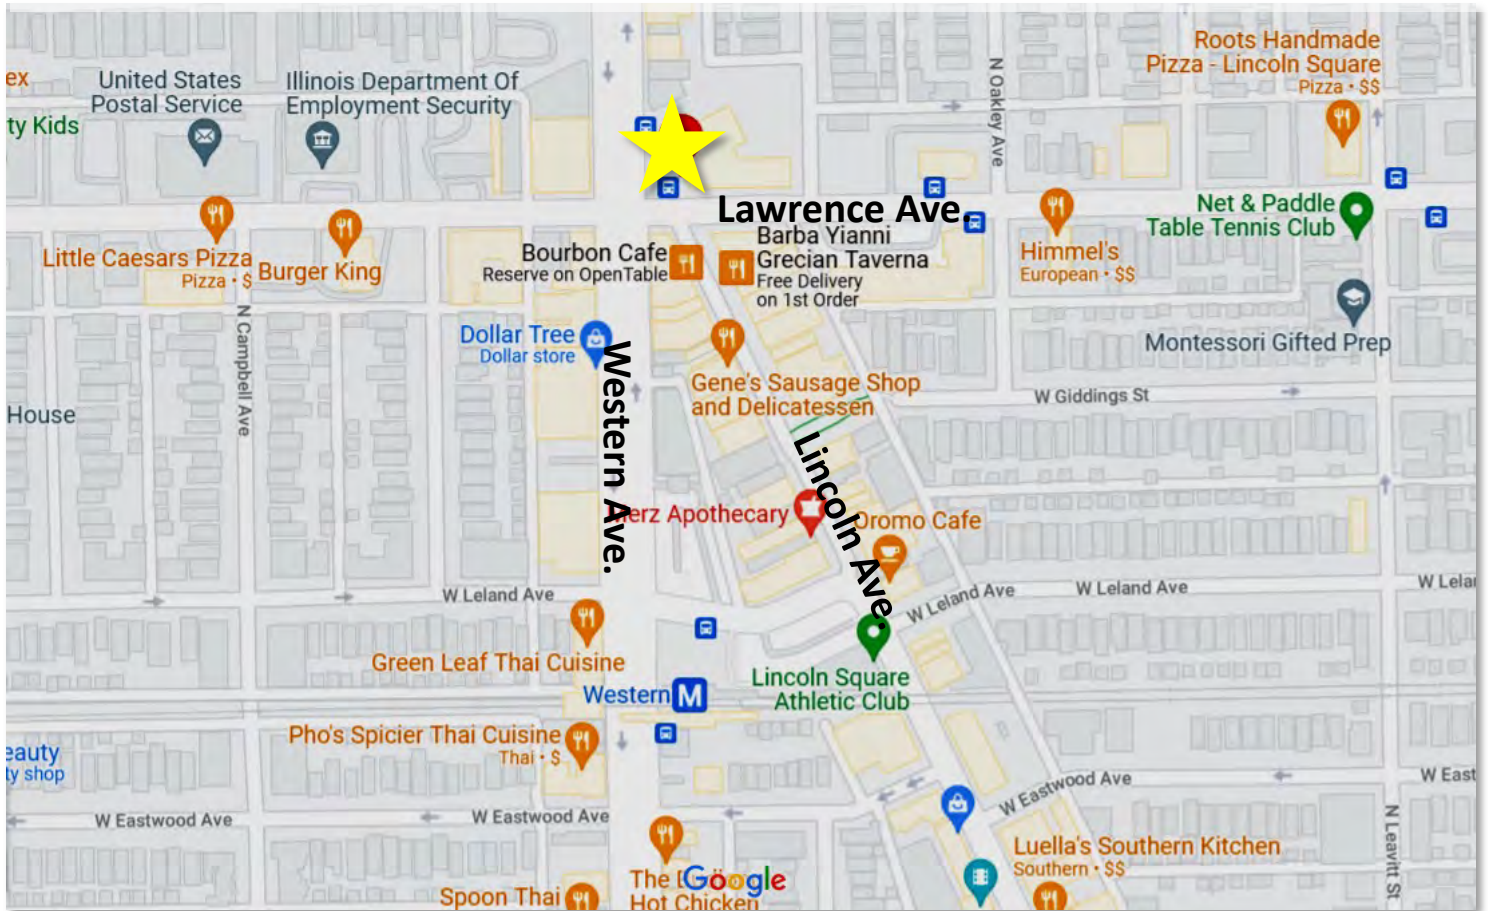 Roots Handmade
Pizza - Lincoln Square
Pizza • $$
ex
United States
Postal Service
Illinois Department Of
Employment Security
N Oakley Ave
ty Kids
Lawrence Ave.
Net & Paddle
Table Tennis Club
Little Caesars Pizza
Pizza • $
Burger King
Bourbon Cafe
Reserve on OpenTable
Barba Yianni
Grecian Taverna
Free Delivery
on 1st Order
Himmel's
European • $$
N Campbell Ave
Dollar Tree
Dollar store
Western Ave.
Montessori Gifted Prep
Gene's Sausage Shop
and Delicatessen
W Giddings St
House
Lincoln Ave.
Merz Apothecary
Oromo Cafe
W Leland Ave
W Leland Ave
W Leland Ave
W Lelan
Green Leaf Thai Cuisine
Western M
Lincoln Square
Athletic Club
Pho's Spicier Thai Cuisine
Thai • $
eauty
ty shop
W Eastwood Ave
W Eastwood Ave
W Eastwood Ave
W East
N Leavitt St
Luella's Southern Kitchen
Southern • $$
Spoon Thai
The
Hot Chicken
Google